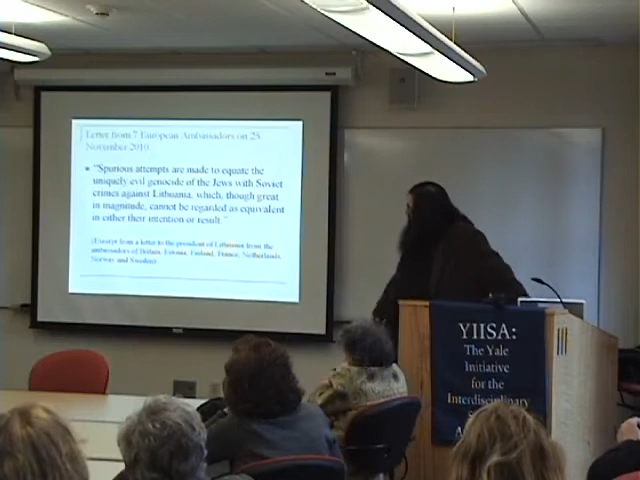 Letter from 7 European Ambassadors on 25
November 2010
"Spurious attempts are made to equate the
uniquely evil genocide of the Jews with Soviet
crimes against Lithuania, which, though great
in magnitude, cannot be regarded as equivalent
in either their intention or result."
(Excerpt from a letter to the president of Lithuania from the
ambassadors of Britain, Estonia, Finland, France, Netherlands,
Norway and Sweden)
YIISA:
The Yale
Initiative
for the
Interdisciplinary